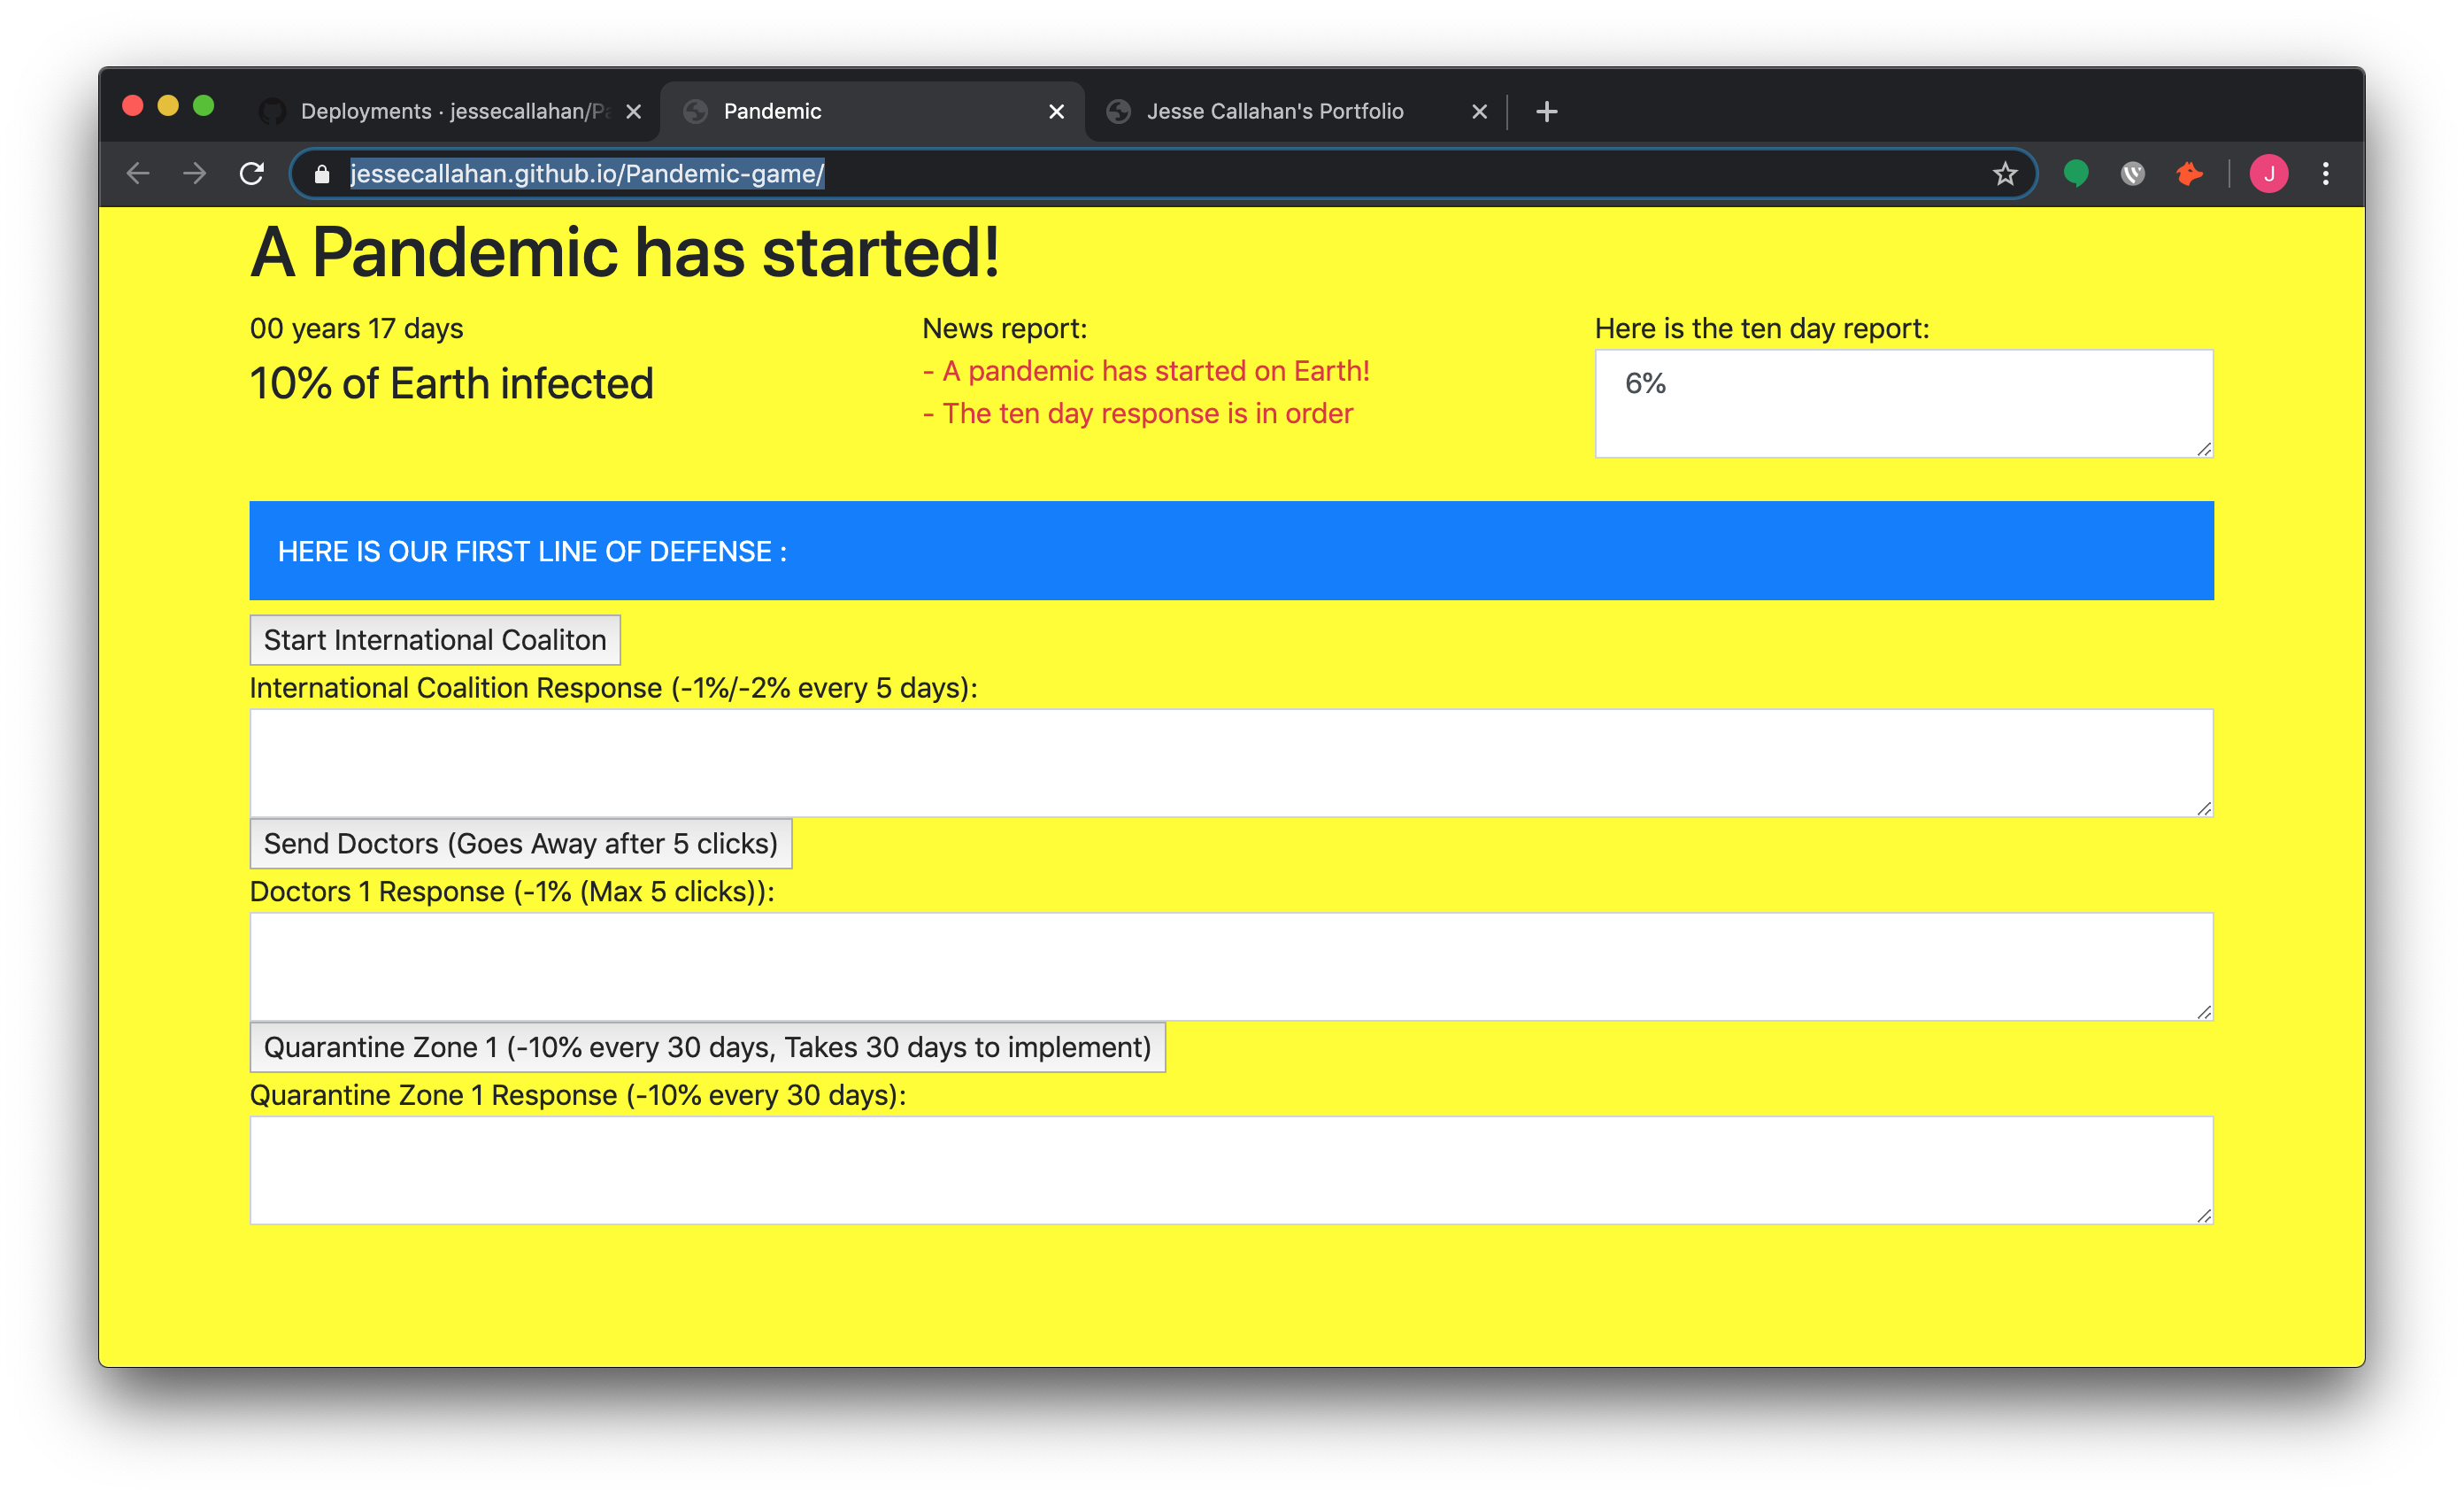 Deployments · jessecallahan/Pa
Pandemic
Jesse Callahan's Portfolio
jessecallahan.github.io/Pandemic-game/
J
A Pandemic has started!
00 years 17 days
10% of Earth infected
News report:
- A pandemic has started on Earth!
- The ten day response is in order
Here is the ten day report:
6%
HERE IS OUR FIRST LINE OF DEFENSE :
Start International Coaliton
International Coalition Response (-1%/-2% every 5 days):
Send Doctors (Goes Away after 5 clicks)
Doctors 1 Response (-1% (Max 5 clicks)):
Quarantine Zone 1 (-10% every 30 days, Takes 30 days to implement)
Quarantine Zone 1 Response (-10% every 30 days):